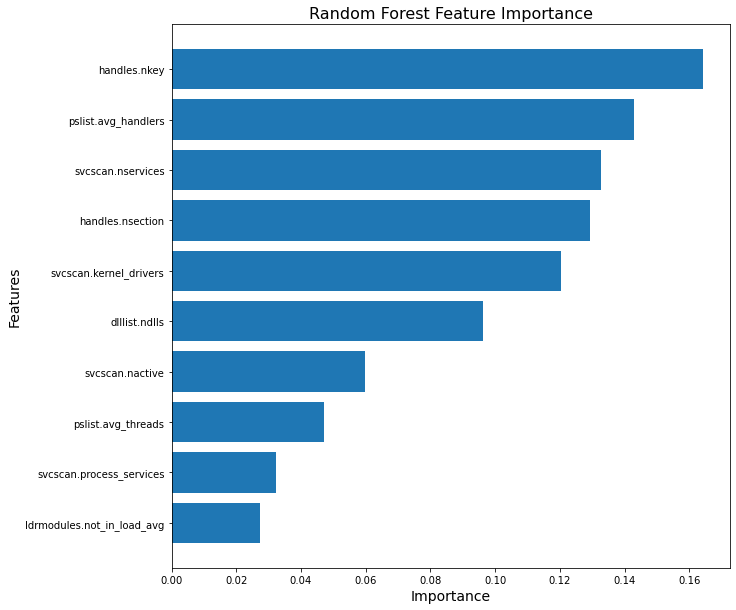 Random Forest Feature Importance
handles.nkey
pslist.avg_handlers
svcscan.nservices
handles.nsection
svcscan.kernel_drivers
dlllist.ndlls
svcscan.nactive
pslist.avg_threads
svcscan.process_services
ldrmodules.not_in_load_avg
Features
0.00 0.02 0.04 0.06 0.08 0.10 0.12 0.14 0.16
Importance